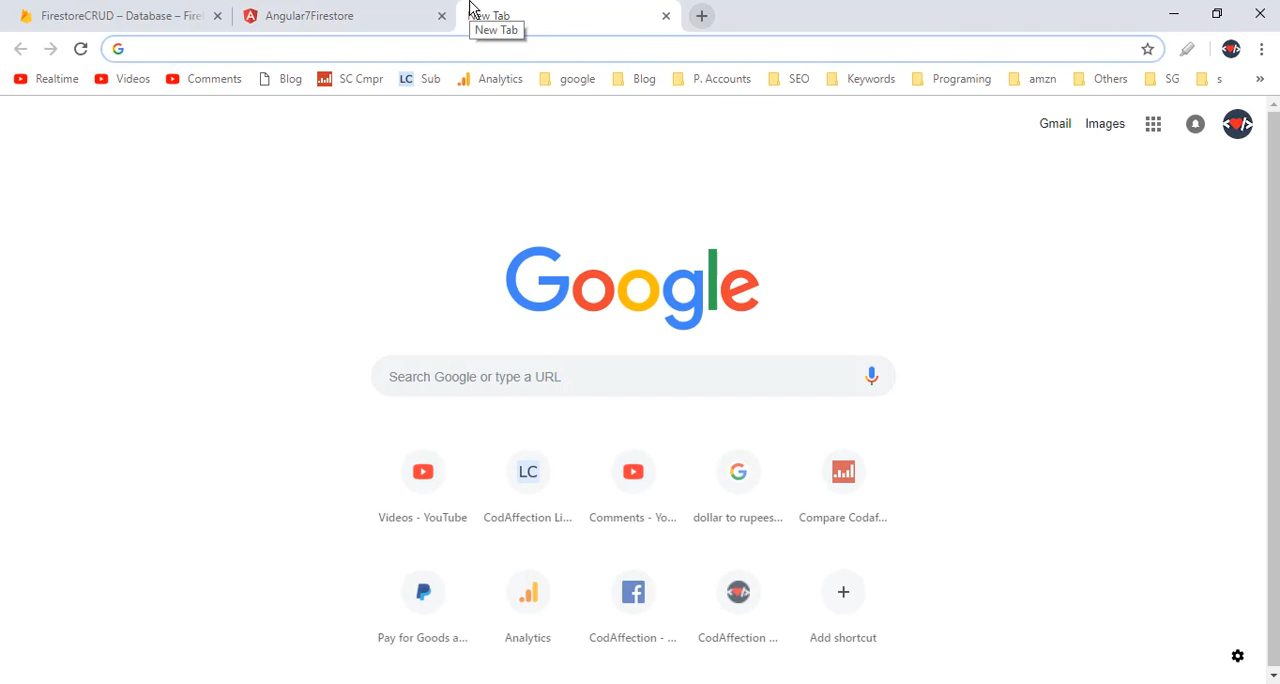 FirestoreCRUD – Database – Fire
Angular7Firestore
New Tab
New Tab
Realtime Videos Comments Blog SC Cmpr LC Sub Analytics google Blog P. Accounts SEO Keywords Programing amzn Others SG s »
Gmail Images
Google
Search Google or type a URL
LC
Videos - YouTube CodAffection Li... Comments - Yo... dollar to rupees... Compare Codaf...
Pay for Goods a... Analytics CodAffection - ... CodAffection ... Add shortcut